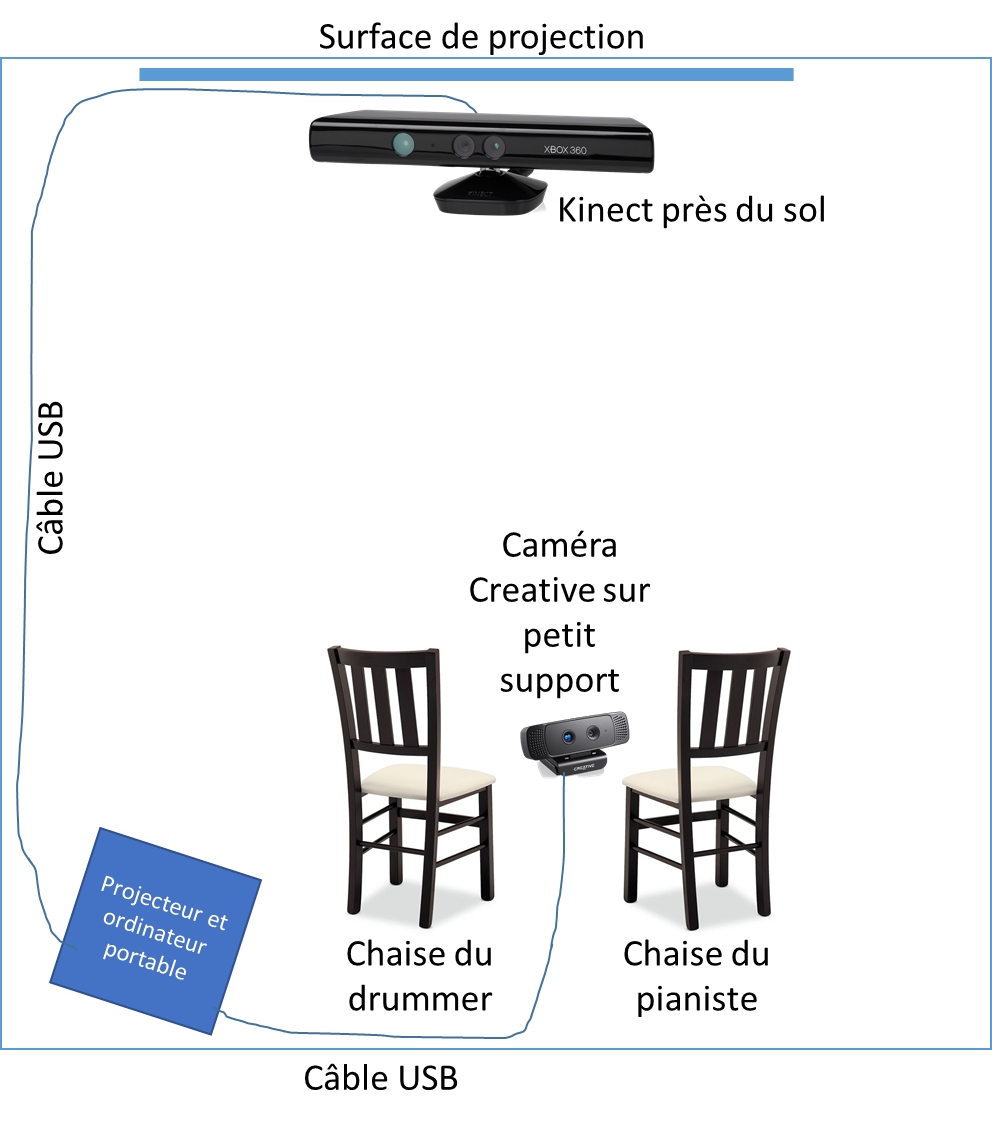 Surface de projection
XBOX 360
Kinect près du sol
Câble USB
Caméra
Creative sur
petit
support
CREATIVE
Projecteur et
ordinateur
portable
Chaise du
drummer
Chaise du
pianiste
Câble USB